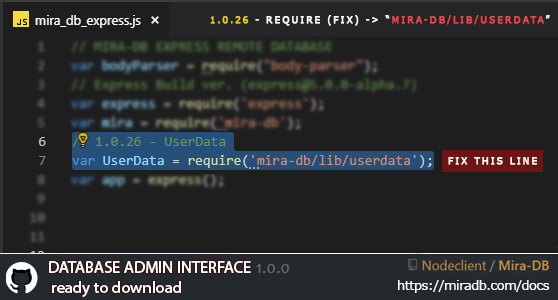 JS mira_db_express.js ×
1.0.26 - REQUIRE (FIX) -> "MIRA-DB/LIB/USERDATA"
1 // MIRA-DB EXPRESS REMOTE DATABASE
2 var bodyParser = require("body-parser");
3 // Express Build ver. (express@5.0.0-alpha.7)
4 var express = require('express');
5 var mira = require('mira-db');
6 // 1.0.26 - UserData
7 var UserData = require('mira-db/lib/userdata');
FIX THIS LINE
8 var app = express();
9
10
11
12
DATABASE ADMIN INTERFACE 1.0.0
ready to download
Nodeclient / Mira-DB
https://miradb.com/docs